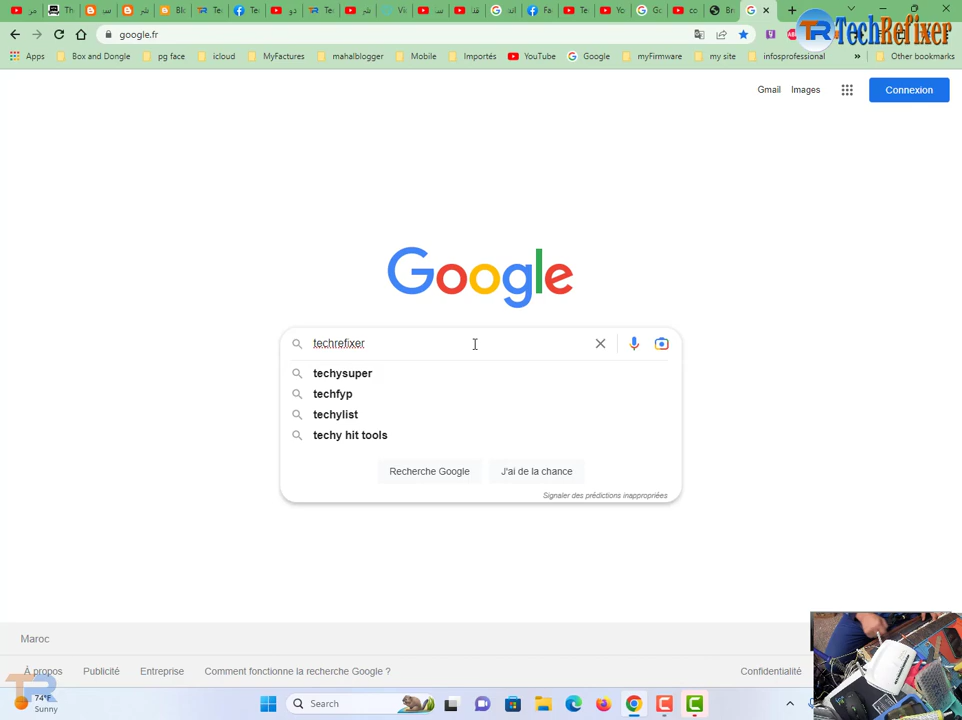 google.fr
TR TechRefixer
Apps Box and Dongle pg face icloud MyFactures mahalblogger Mobile Importés YouTube Google myFirmware my site infosprofessional » Other bookmarks
Gmail Images Connexion
Google
techrefixer
techysuper
techfyp
techylist
techy hit tools
Recherche Google J'ai de la chance
Signaler des prédictions inappropriées
Maroc
À propos Publicité Entreprise Comment fonctionne la recherche Google ? Confidentialité
TR
74°F
Sunny
Search